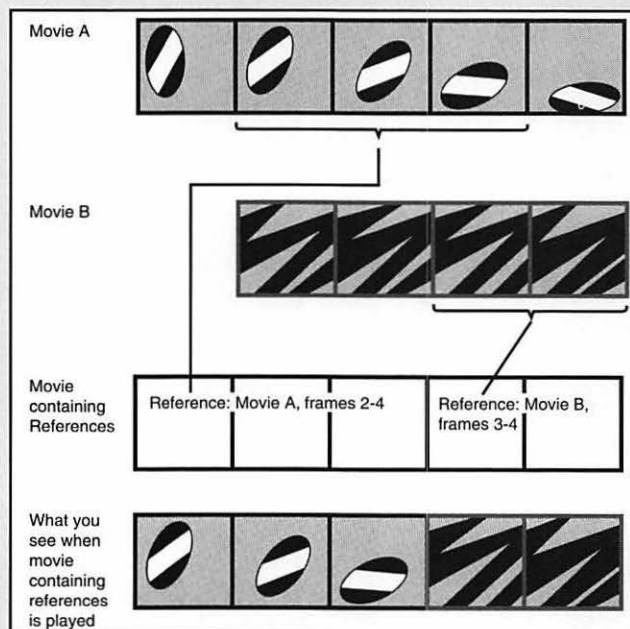 Movie A
Movie B
Movie
containing
References
Reference: Movie A, frames 2-4
Reference: Movie B,
frames 3-4
What you
see when
movie
containing
references
is played